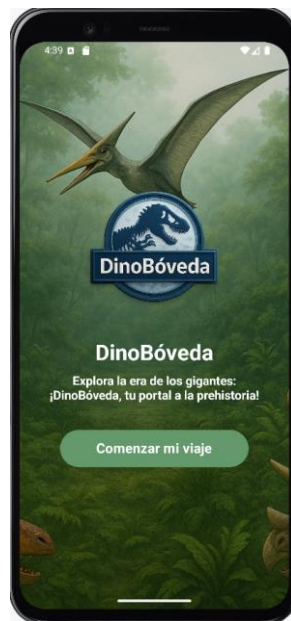 4:39
DinoBóveda
DinoBóveda
Explora la era de los gigantes:
¡DinoBóveda, tu portal a la prehistoria!
Comenzar mi viaje